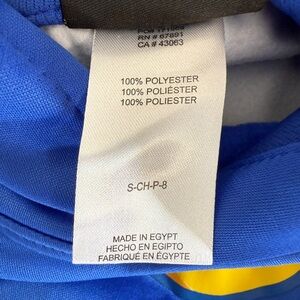 RN # 67891
CA # 43063
100% POLYESTER
100% POLIÉSTER
100% POLIESTER
S-CH-P-8
MADE IN EGYPT
HECHO EN EGIPTO
FABRIQUÉ EN ÉGYPTE